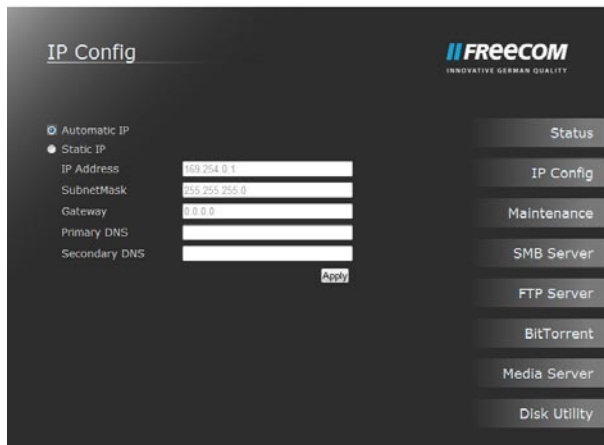 IP Config
FREECOM
INNOVATIVE GERMAN QUALITY
Automatic IP
Static IP
IP Address 169.254.0.1
SubnetMask 255.255.255.0
Gateway 0.0.0.0
Primary DNS
Secondary DNS
Apply
Status
IP Config
Maintenance
SMB Server
FTP Server
BitTorrent
Media Server
Disk Utility